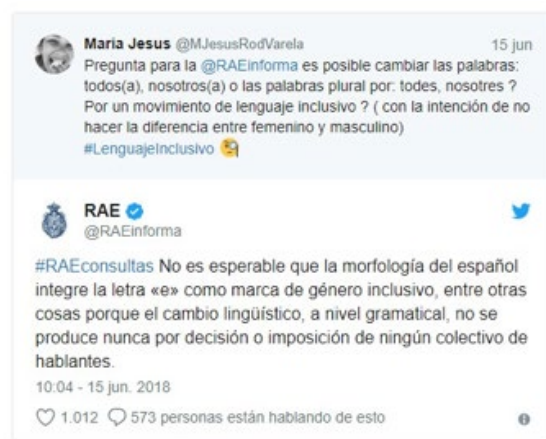 Maria Jesus @MJesusRodVarela 15 jun
Pregunta para la @RAEinforma es posible cambiar las palabras:
todos(a), nosotros(a) o las palabras plural por: todes, nosotres ?
Por un movimiento de lenguaje inclusivo ? ( con la intención de no
hacer la diferencia entre femenino y masculino)
#LenguajeInclusivo 🧐
RAE
@RAEinforma
#RAEconsultas No es esperable que la morfología del español
integre la letra «e» como marca de género inclusivo, entre otras
cosas porque el cambio lingüístico, a nivel gramatical, no se
produce nunca por decisión o imposición de ningún colectivo de
hablantes.
10:04 - 15 jun. 2018
1.012 573 personas están hablando de esto